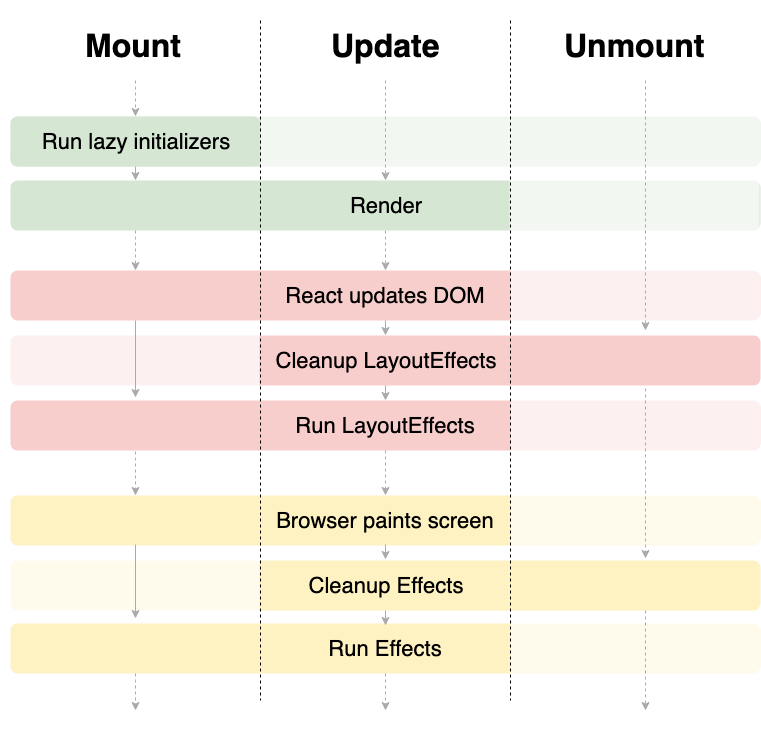 Mount
Update
Unmount
Run lazy initializers
Render
React updates DOM
Cleanup LayoutEffects
Run LayoutEffects
Browser paints screen
Cleanup Effects
Run Effects